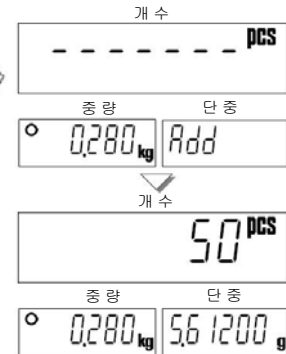 개 수
- - - - - - - pcs
중 량 단 중
0.280 kg Add
개 수
50 pcs
중 량 단 중
0.280 kg 5.61200 g